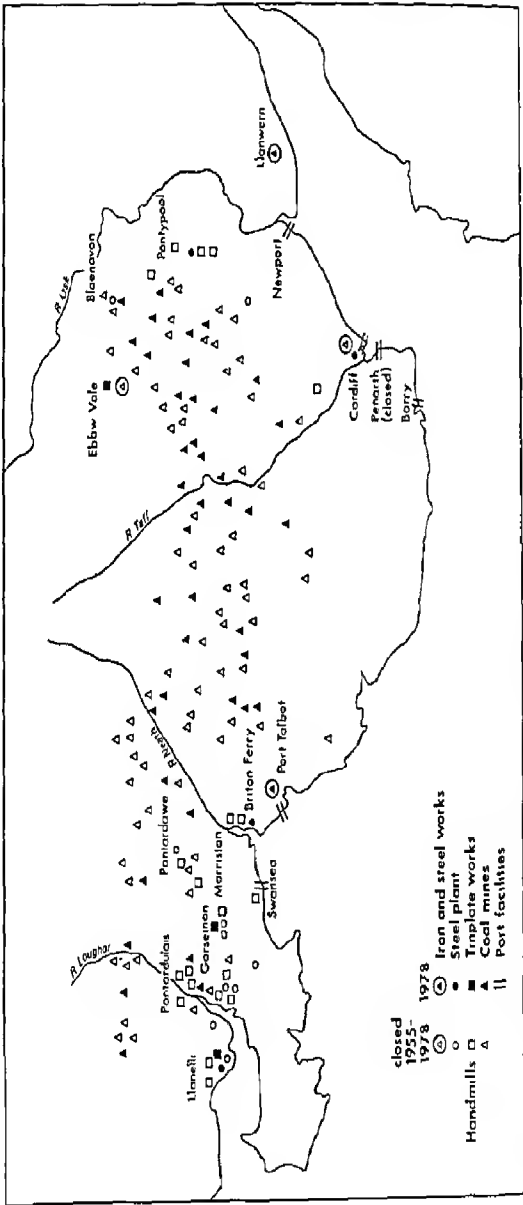 R Usk
Blaenavon
Pontypool
Ebbw Vale
Llanwern
Newport
Cardiff
Penarth
(closed)
Barry
R Taff
R Neath
Pontardawe
Briton Ferry
Port Talbot
Morriston
Swansea
Gorseinon
Pontardulais
R Loughor
Llanelli
closed
1955-
1978
1978
Iron and steel works
Steel plant
Handmills
Tinplate works
Coal mines
Port facilities